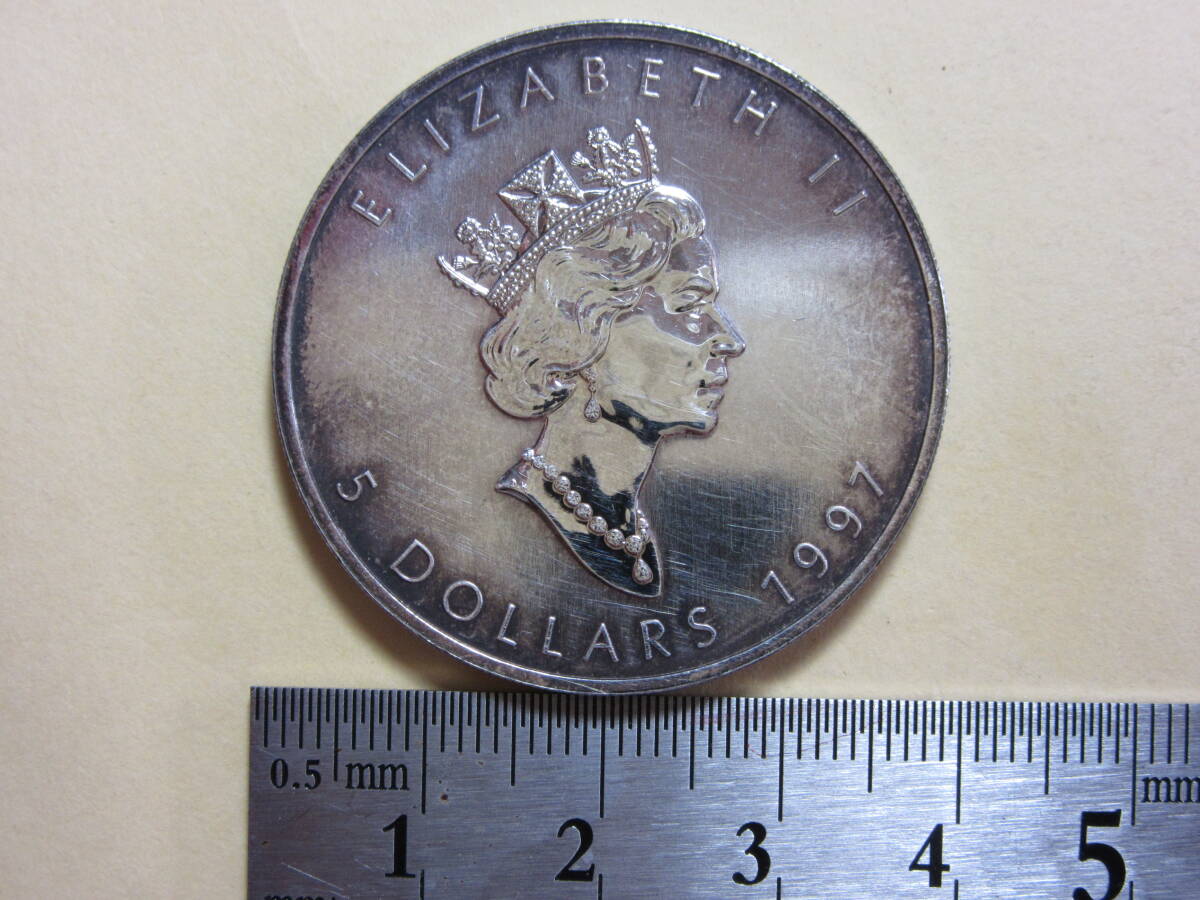 ELIZABETH II
5 DOLLARS 1997
0.5 mm
mm
1 2 3 4 5